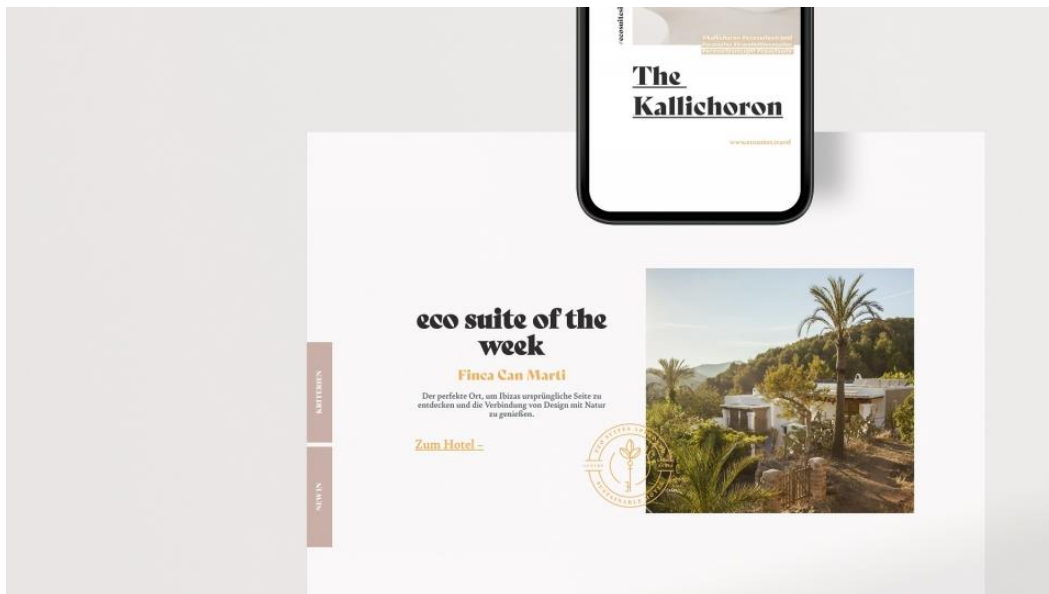 The
Kallichoron
eco suite of the
week
Finca Can Marti
Der perfekte Ort, um Ibizas ursprüngliche Seite zu
entdecken und die Verbindung von Design mit Natur
zu genießen.
Zum Hotel –
KRITERIEN
NEW IN